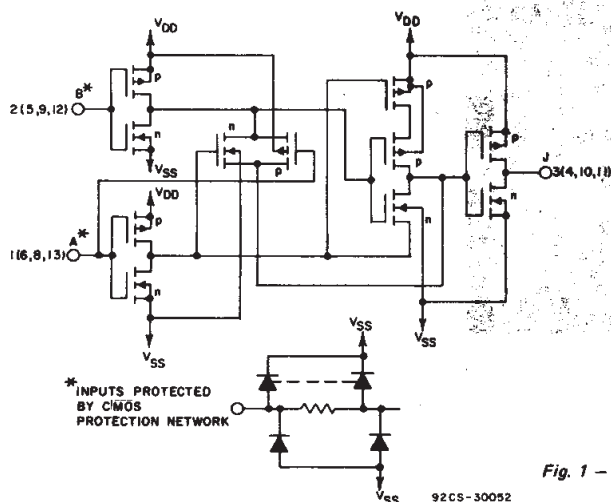 VDD
VDD
B*
p
p
2(5,9,12)
n
n
p
J
3(4,10,11)
VSS
p
VDD
n
n
A*
p
1(6,8,13)
n
VSS
VSS
VSS
*INPUTS PROTECTED
BY CMOS
PROTECTION NETWORK
VSS
Fig. 1 –
92CS-30052